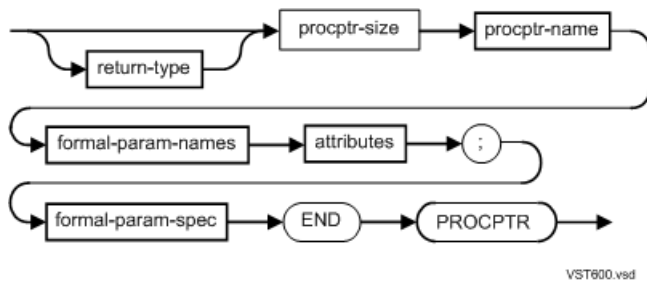 procptr-size procptr-name
return-type
formal-param-names attributes ;
formal-param-spec END PROCPTR
VST600.vsd